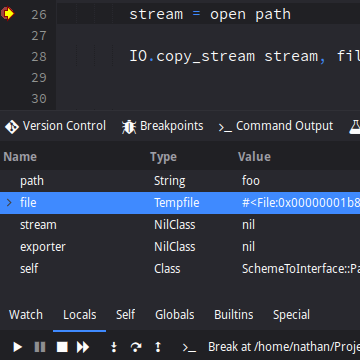 26 stream = open path
27
28 IO.copy_stream stream, fil
29
30
Version Control Breakpoints Command Output
Name Type Value
path String foo
file Tempfile #<File:0x00000001b8
stream NilClass nil
exporter NilClass nil
self Class SchemeToInterface::Pa
Watch Locals Self Globals Builtins Special
Break at /home/nathan/Proje